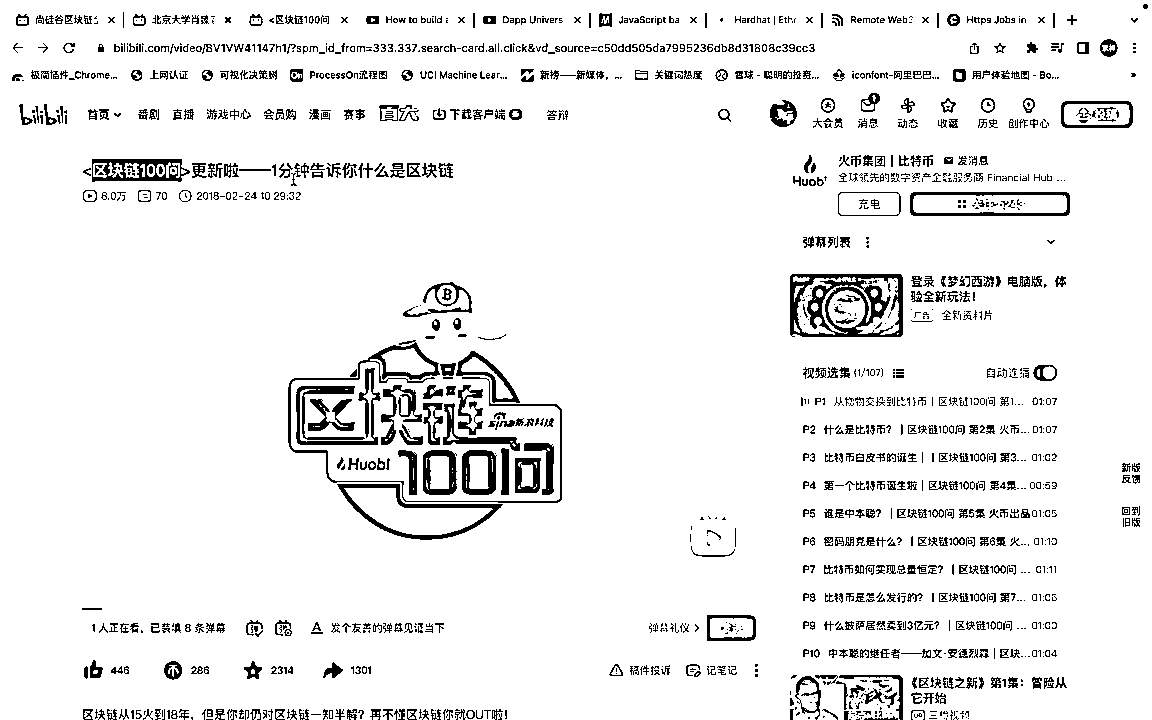 尚硅谷区块链
北京大学肖臻
<区块链100问
How to build a
Dapp Univers
JavaScript ba
Hardhat | Eth
Remote Web3
Https Jobs in
bilibili.com/video/BV1VW41147h1/?spm_id_from=333.337.search-card.all.click&vd_source=c50dd505da7995236db8d31808c39cc3
极简插件_Chrome...
上网认证
可视化决策树
ProcessOn流程图
UCI Machine Lear...
新榜—新媒体，...
关键词热度
雪球 - 聪明的投资...
iconfont-阿里巴巴...
用户体验地图 - Bo...
bilibili
首页
番剧
直播
游戏中心
会员购
漫画
赛事
下载客户端
答辩
大会员
消息
动态
收藏
历史
创作中心
<区块链100问>更新啦——1分钟告诉你什么是区块链
8.0万
70
2018-02-24 10:29:32
Huobi
火币集团 | 比特币
发消息
全球领先的数字资产金融服务商 Financial Hub ...
充电
弹幕列表
登录《梦幻西游》电脑版，体
验全新玩法！
广告
全新资料片
区块链
sina新浪科技
Huobi
100问
视频选集 (1/107)
自动连播
P1 从物物交换到比特币 | 区块链100问 第1... 01:07
P2 什么是比特币？ | 区块链100问 第2集 火币... 01:07
P3 比特币白皮书的诞生 | | 区块链100问 第3... 01:02
P4 第一个比特币诞生啦 | 区块链100问 第4集... 00:59
P5 谁是中本聪？ | 区块链100问 第5集 火币出品 01:05
P6 密码朋克是什么？ | 区块链100问 第6集 火... 01:10
P7 比特币如何实现总量恒定？ | 区块链100问 ... 01:11
P8 比特币是怎么发行的？ | 区块链100问 第7... 01:06
P9 什么披萨居然卖到3亿元？ | 区块链100问 ... 01:00
P10 中本聪的继任者——加文·安德烈森 | 区块... 01:04
新版
反馈
回到
旧版
1 人正在看，已装填 8 条弹幕
发个友善的弹幕见证当下
弹幕礼仪
446
286
2314
1301
稿件投诉
记笔记
《区块链之新》第1集：冒险从
它开始
区块链从15火到18年，但是你却仍对区块链一知半解？再不懂区块链你就OUT啦！